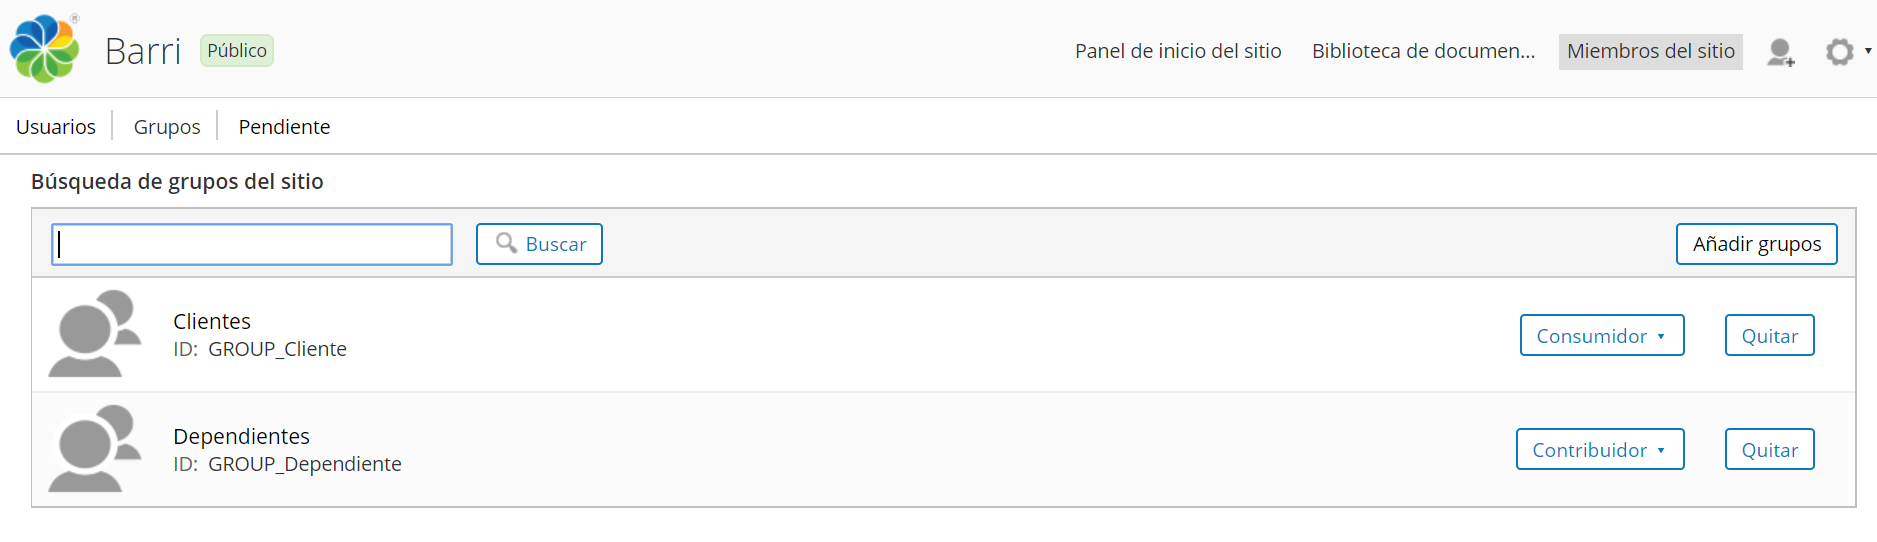 Barri Público Panel de inicio del sitio Biblioteca de documen... Miembros del sitio
Usuarios Grupos Pendiente
Búsqueda de grupos del sitio
Buscar Añadir grupos
Clientes
ID: GROUP_Cliente
Consumidor Quitar
Dependientes
ID: GROUP_Dependiente
Contribuidor Quitar